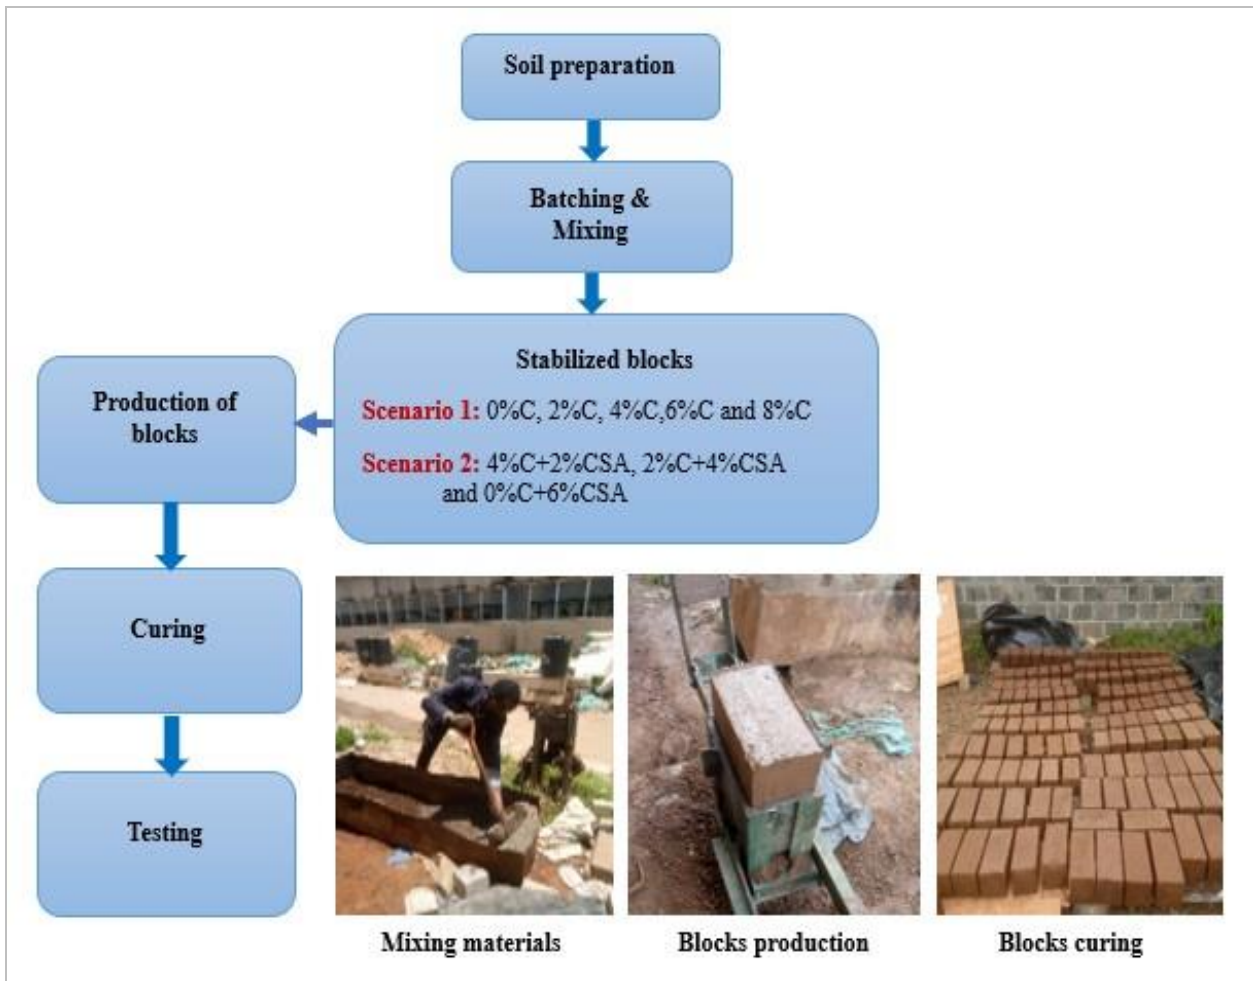 Soil preparation
Batching &
Mixing
Stabilized blocks
Scenario 1: 0%C, 2%C, 4%C,6%C and 8%C
Scenario 2: 4%C+2%CSA, 2%C+4%CSA
and 0%C+6%CSA
Production of
blocks
Curing
Testing
Mixing materials
Blocks production
Blocks curing